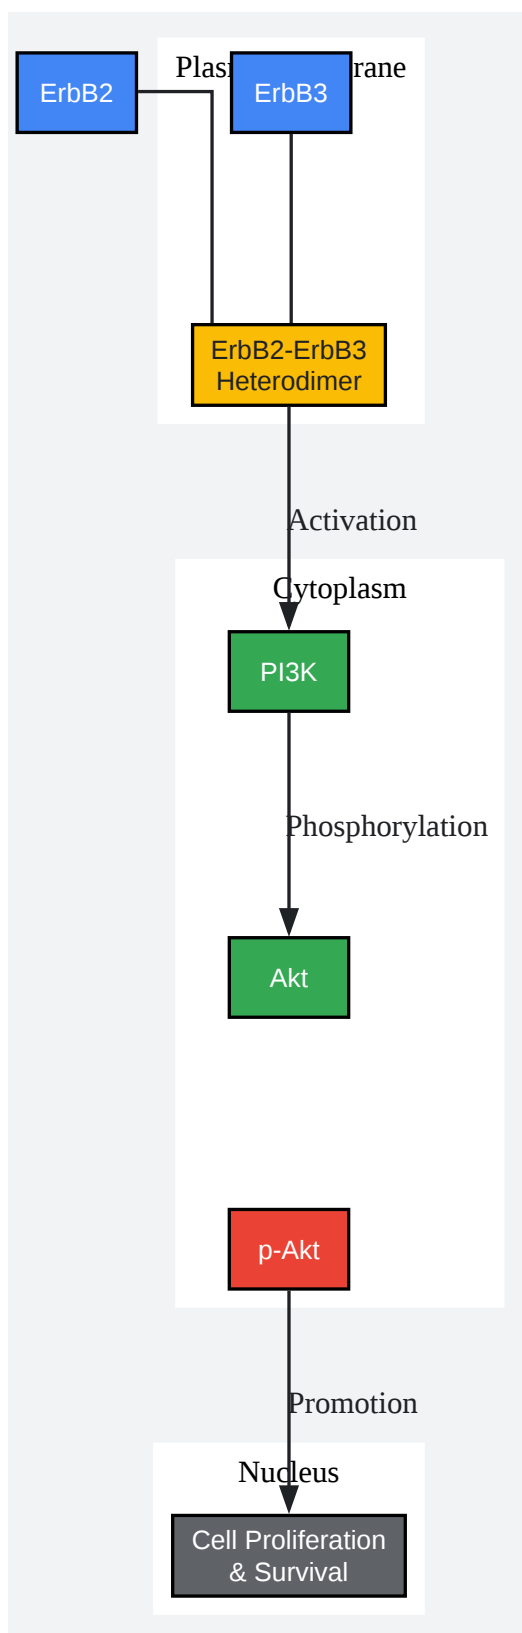 Plas rane
ErbB2
ErbB3
ErbB2-ErbB3
Heterodimer
Activation
Cytoplasm
PI3K
Phosphorylation
Akt
p-Akt
Promotion
Nucleus
Cell Proliferation
& Survival